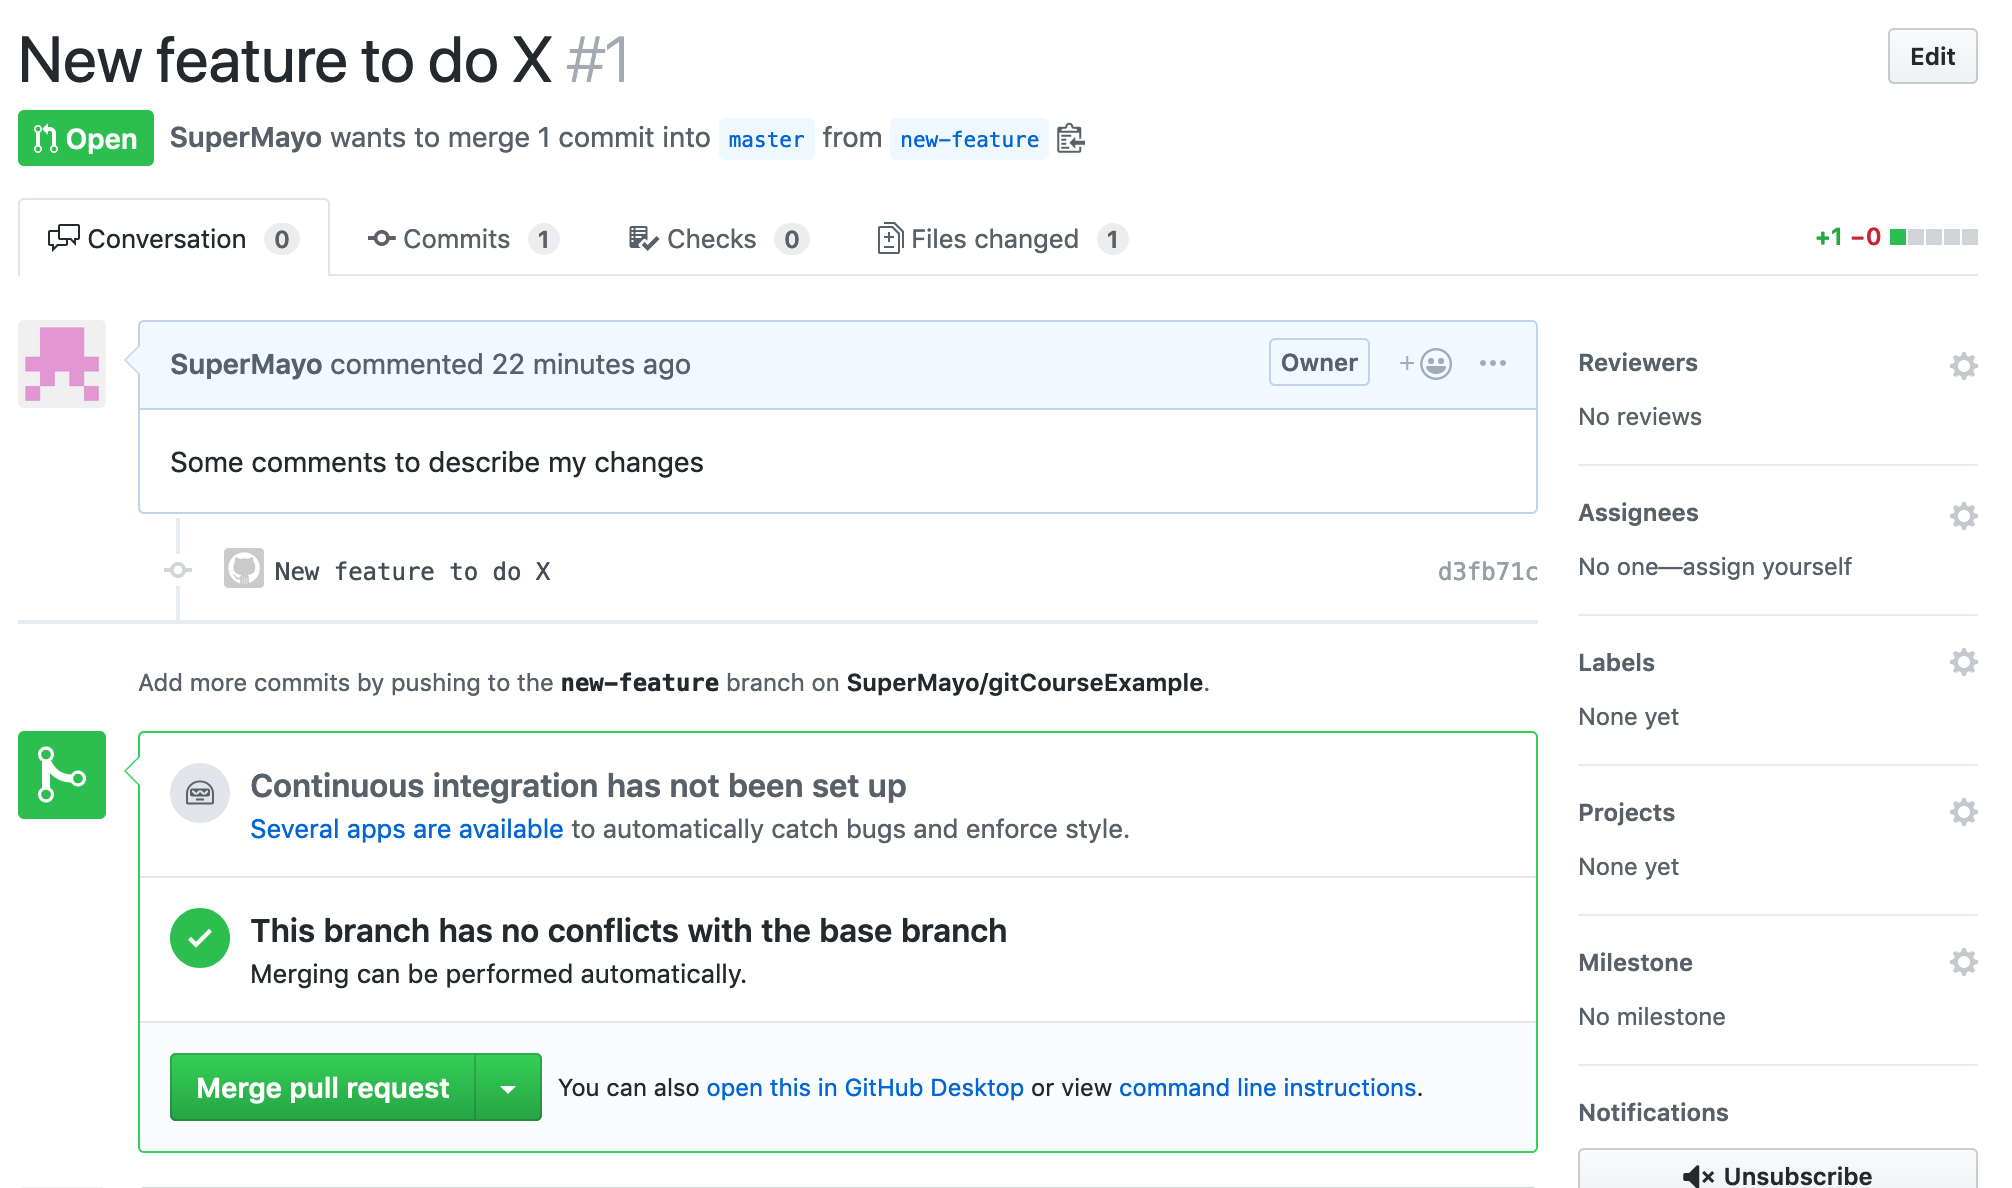 New feature to do X #1
Edit
Open
SuperMayo wants to merge 1 commit into master from new-feature
Conversation 0
Commits 1
Checks 0
Files changed 1
+1 −0
SuperMayo commented 22 minutes ago
Owner
Some comments to describe my changes
New feature to do X
d3fb71c
Add more commits by pushing to the new-feature branch on SuperMayo/gitCourseExample.
Continuous integration has not been set up
Several apps are available to automatically catch bugs and enforce style.
This branch has no conflicts with the base branch
Merging can be performed automatically.
Merge pull request
You can also open this in GitHub Desktop or view command line instructions.
Reviewers
No reviews
Assignees
No one—assign yourself
Labels
None yet
Projects
None yet
Milestone
No milestone
Notifications
Unsubscribe